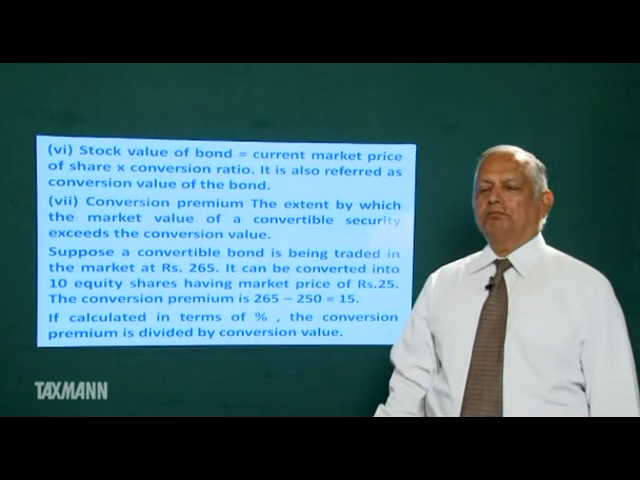 (vi) Stock value of bond = current market price
of share x conversion ratio. It is also referred as
conversion value of the bond.
(vii) Conversion premium The extent by which
the market value of a convertible security
exceeds the conversion value.
Suppose a convertible bond is being traded in
the market at Rs. 265. It can be converted into
10 equity shares having market price of Rs.25.
The conversion premium is 265 – 250 = 15.
If calculated in terms of % , the conversion
premium is divided by conversion value.
TAXMANN